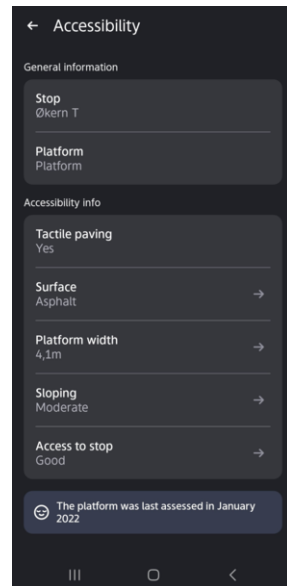 Accessibility
General information
Stop
Økern T
Platform
Platform
Accessibility info
Tactile paving
Yes
Surface
Asphalt
Platform width
4,1m
Sloping
Moderate
Access to stop
Good
The platform was last assessed in January
2022